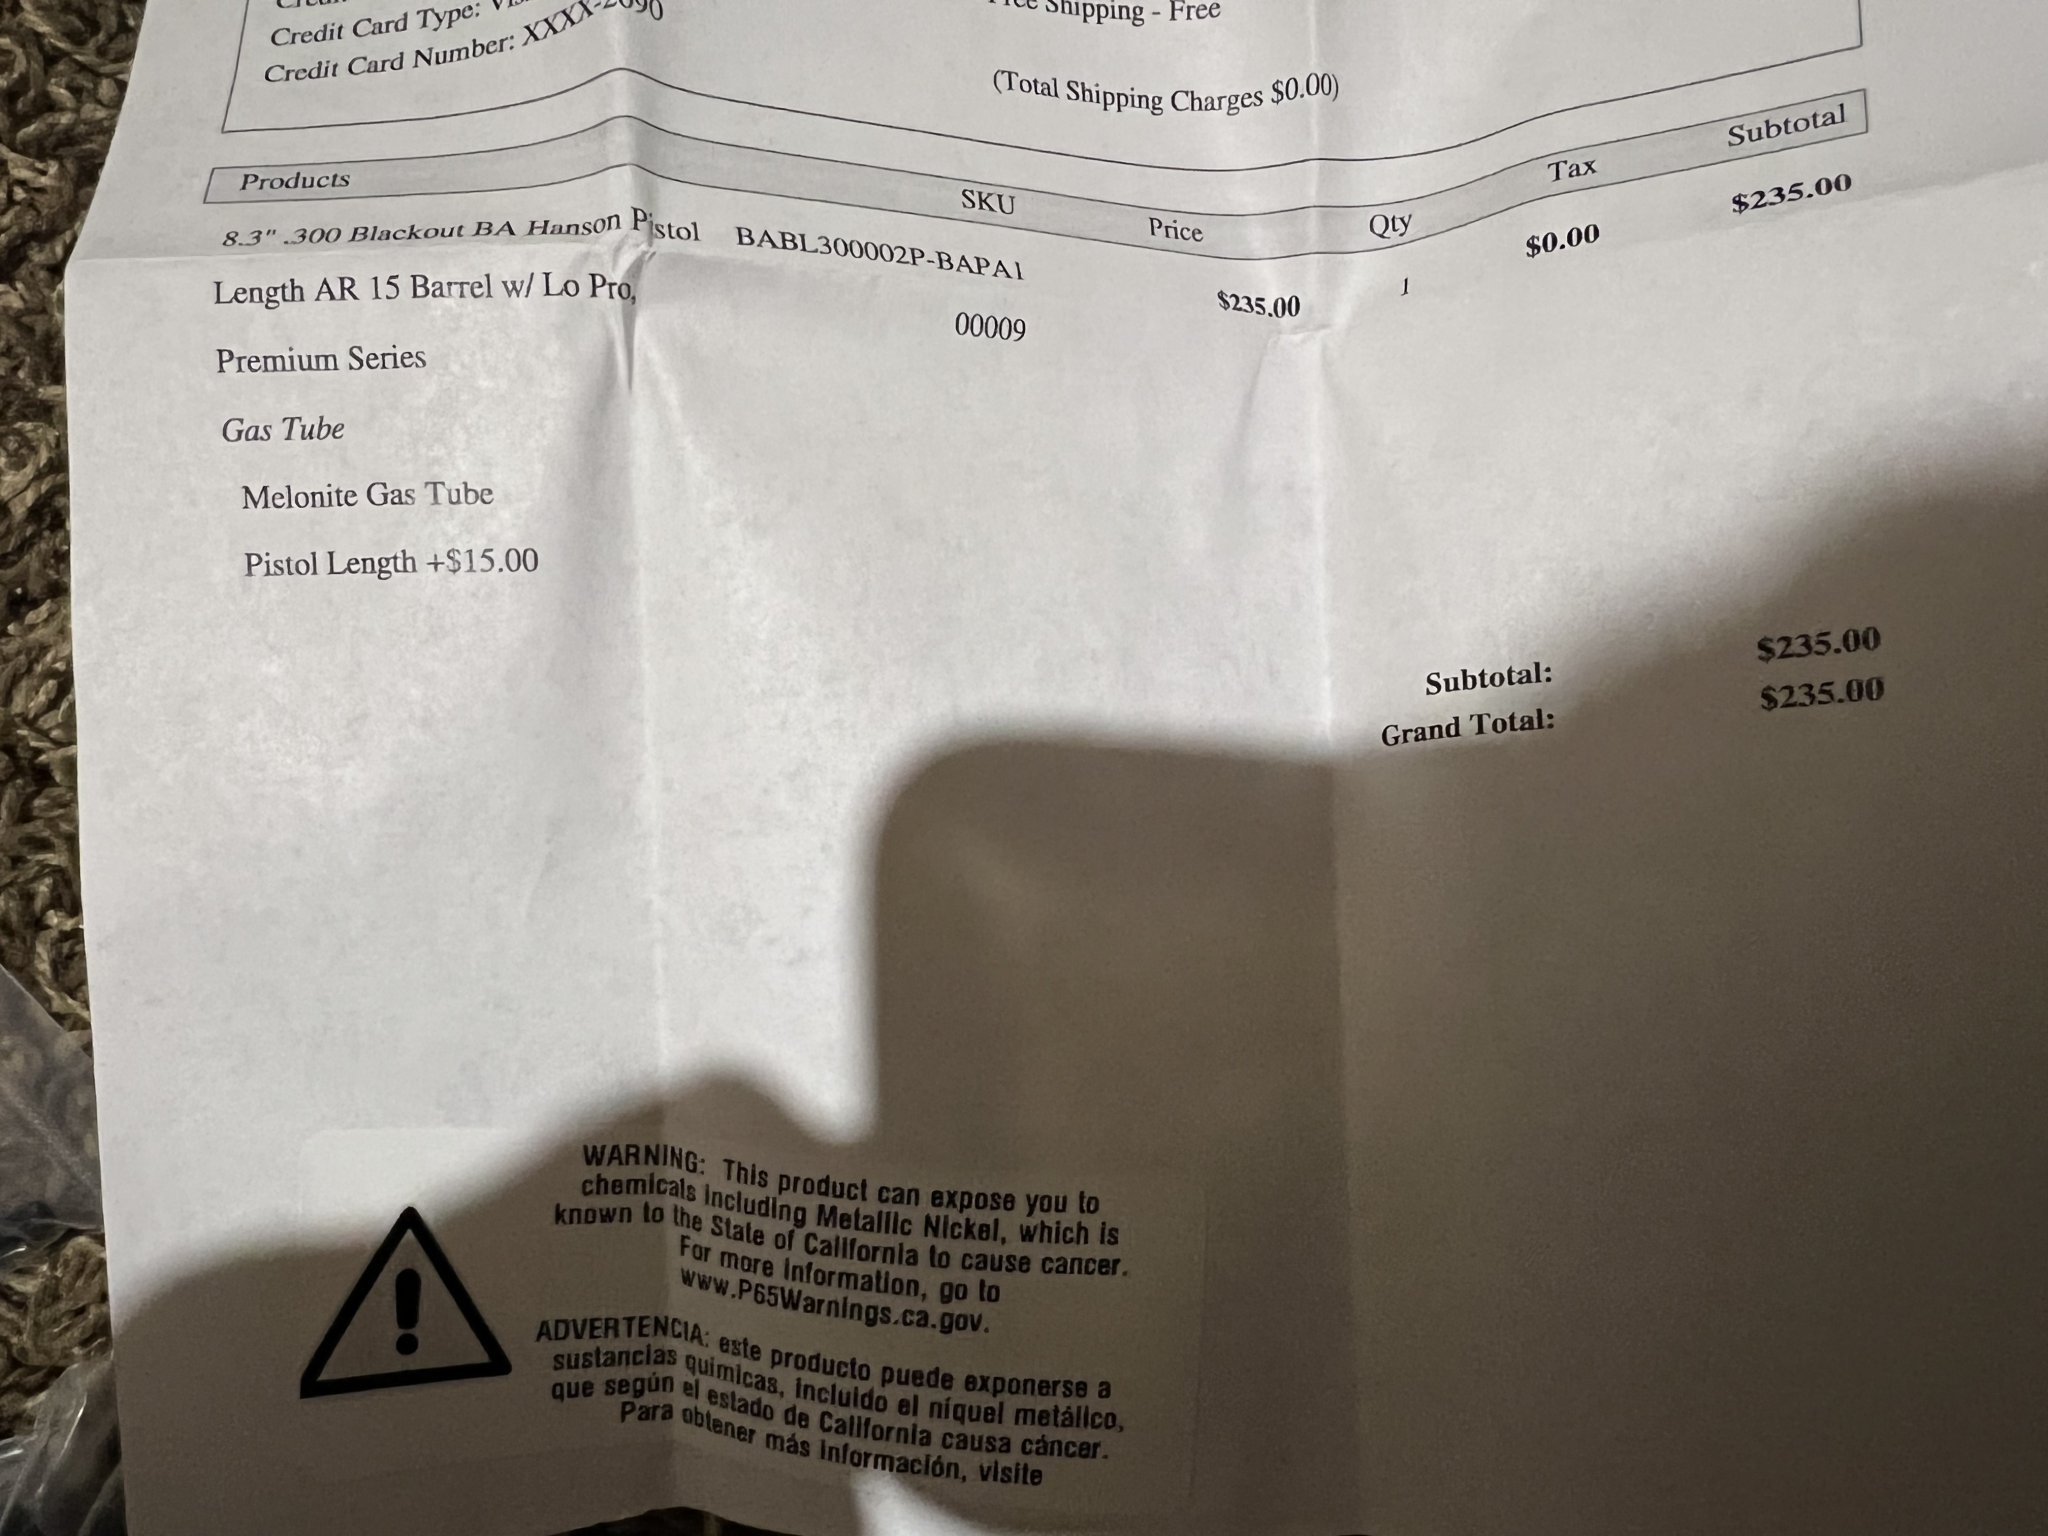 Credit Card Type:
Credit Card Number: XXXX-2090
Shipping - Free
(Total Shipping Charges $0.00)
Products SKU Price Qty Tax Subtotal
8.3" .300 Blackout BA Hanson Pistol BABL300002P-BAPA1 $235.00 1 $0.00 $235.00
Length AR 15 Barrel w/ Lo Pro, 00009
Premium Series
Gas Tube
Melonite Gas Tube
Pistol Length +$15.00
Subtotal: $235.00
Grand Total: $235.00
WARNING: This product can expose you to
chemicals including Metallic Nickel, which is
known to the State of California to cause cancer.
For more information, go to
www.P65Warnings.ca.gov.
ADVERTENCIA: este producto puede exponerse a
sustancias químicas, incluido el níquel metálico,
que según el estado de California causa cáncer.
Para obtener más información, visite